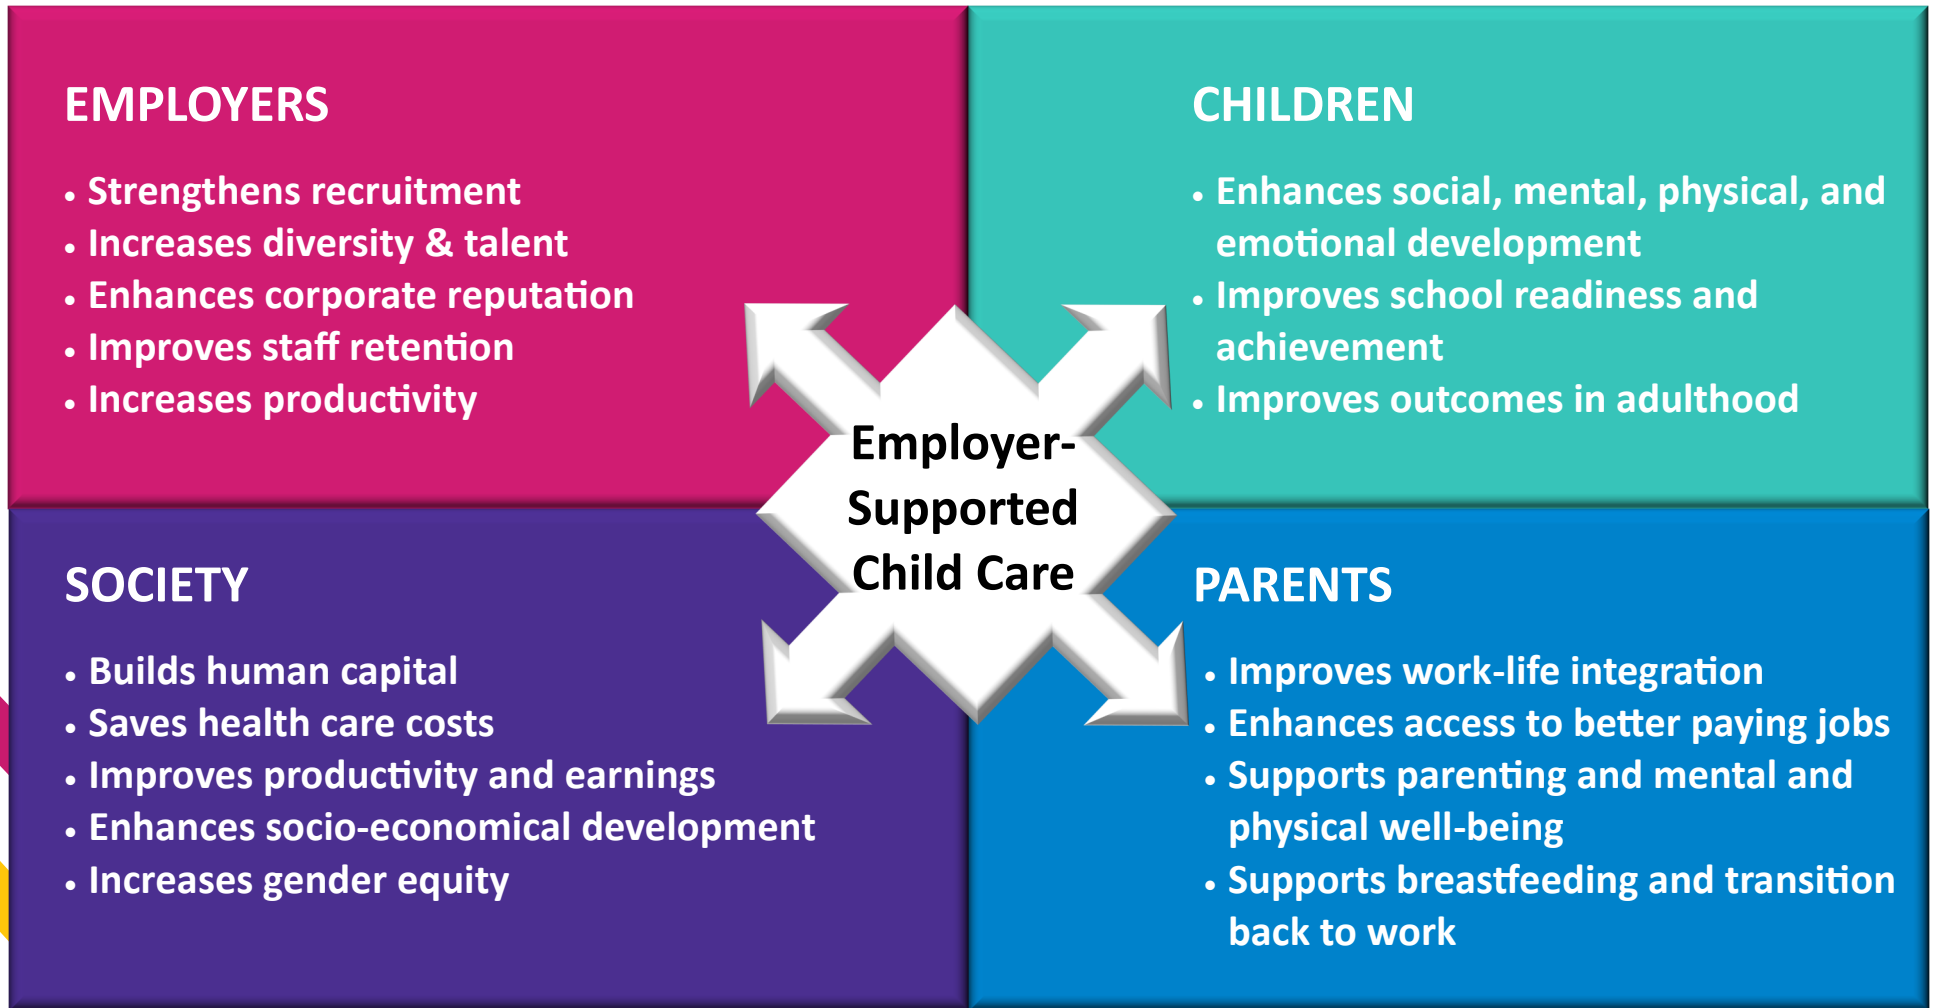 EMPLOYERS
• Strengthens recruitment
• Increases diversity & talent
• Enhances corporate reputation
• Improves staff retention
• Increases productivity
CHILDREN
• Enhances social, mental, physical, and
emotional development
• Improves school readiness and
achievement
• Improves outcomes in adulthood
Employer-
Supported
Child Care
SOCIETY
• Builds human capital
• Saves health care costs
• Improves productivity and earnings
• Enhances socio-economical development
• Increases gender equity
PARENTS
• Improves work-life integration
• Enhances access to better paying jobs
• Supports parenting and mental and
physical well-being
• Supports breastfeeding and transition
back to work